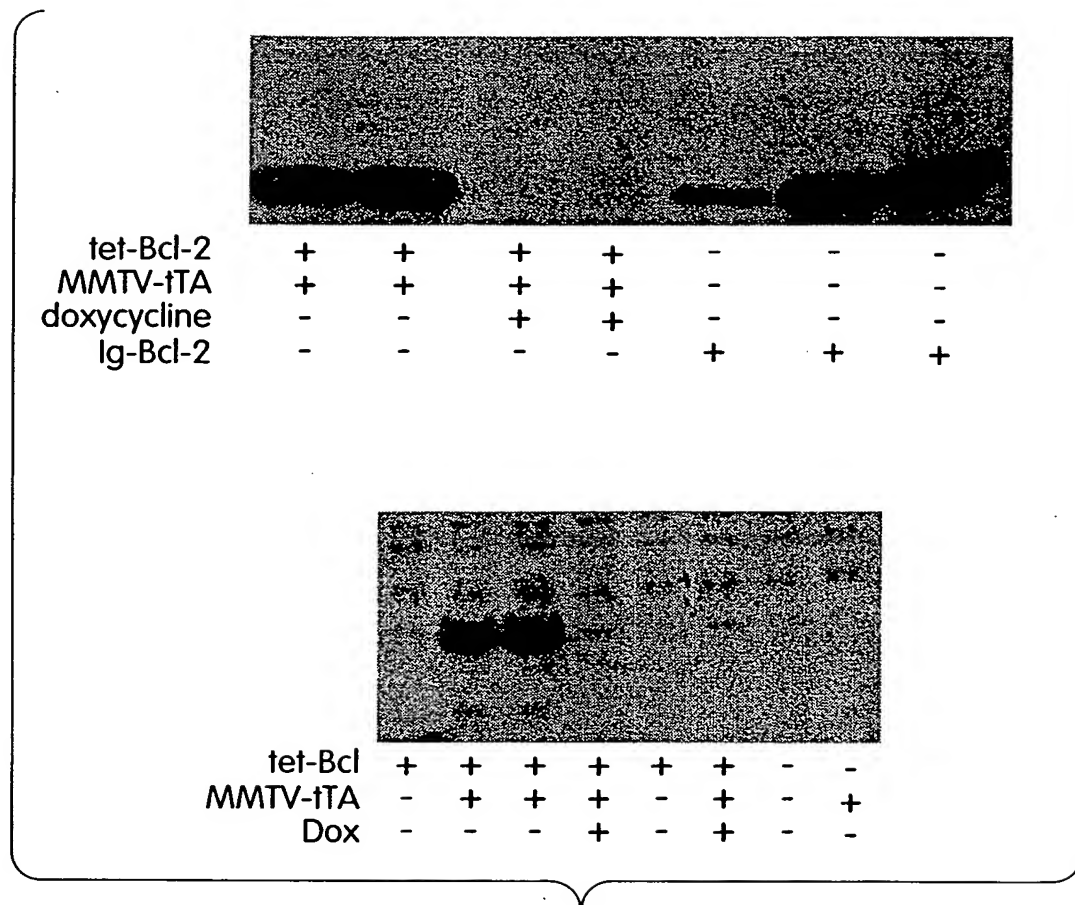 tet-Bcl-2 + + + + - - -
MMTV-tTA + + + + - - -
doxycycline - - + + - - -
Ig-Bcl-2 - - - - + + +
tet-Bcl + + + + + + - -
MMTV-tTA - + + + - + - +
Dox - - - + - + - -